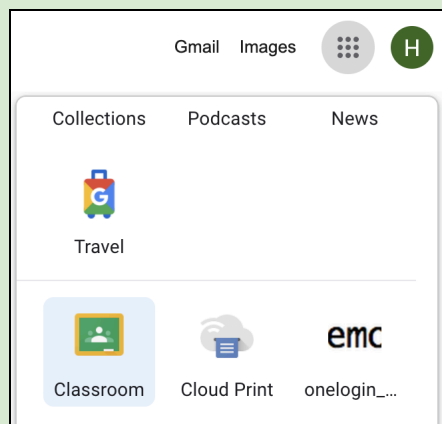 Gmail Images H
Collections Podcasts News
G
Travel
emc
Classroom Cloud Print onelogin_...